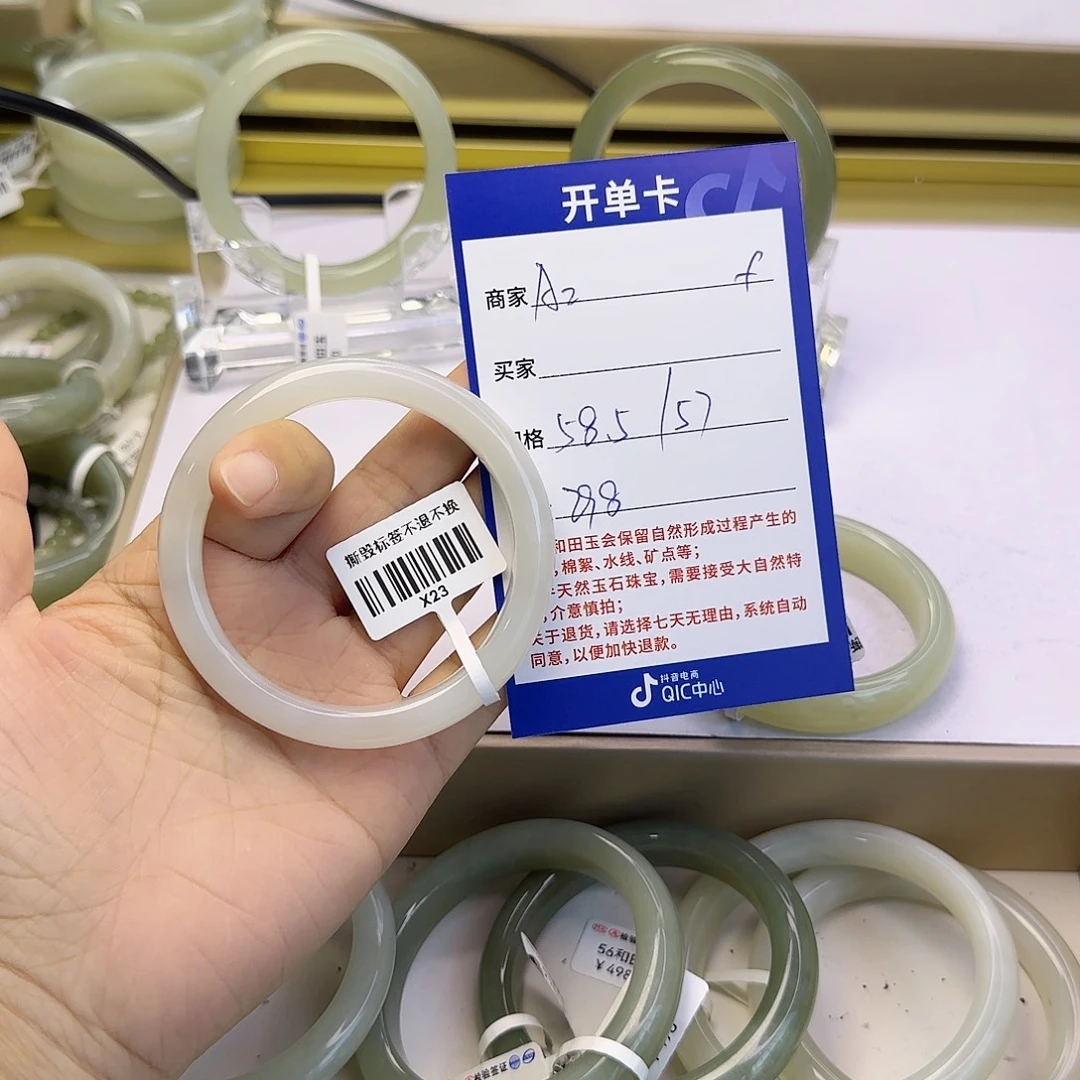 开单卡
商家 A2 f
买家
格 58.5 / 57
298
和田玉会保留自然形成过程产生的
,棉絮、水线、矿点等;
天然玉石珠宝,需要接受大自然特
,介意慎拍;
关于退货,请选择七天无理由,系统自动
同意,以便加快退款。
抖音电商
QIC中心
撕毁标签不退不换
X23
56和田
¥498